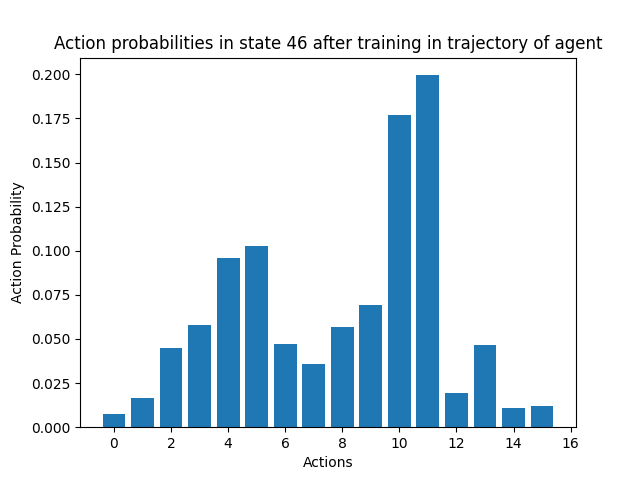 Action probabilities in state 46 after training in trajectory of agent
0.200
0.175
0.150
0.125
0.100
0.075
0.050
0.025
0.000
Action Probability
0 2 4 6 8 10 12 14 16
Actions